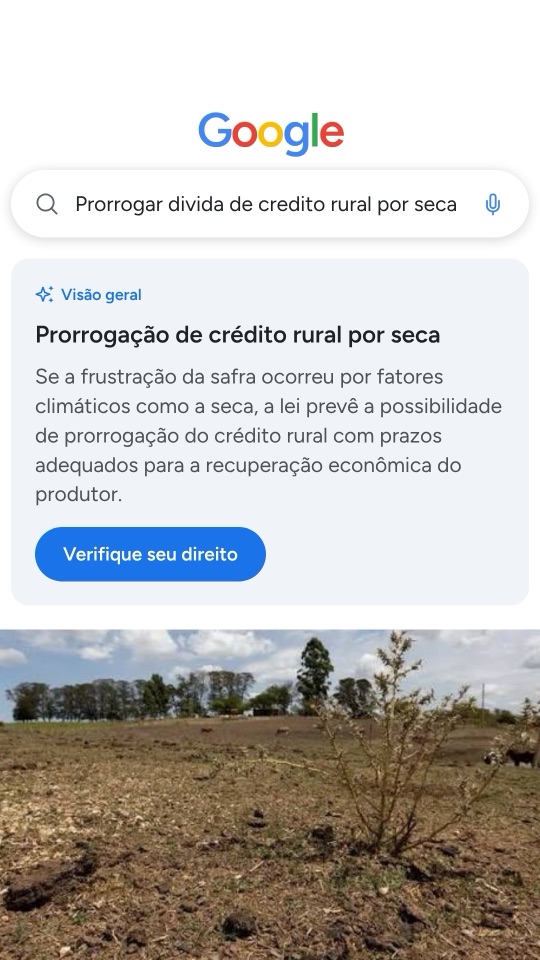 Google
Prorrogar divida de credito rural por seca
Visão geral
Prorrogação de crédito rural por seca
Se a frustração da safra ocorreu por fatores
climáticos como a seca, a lei prevê a possibilidade
de prorrogação do crédito rural com prazos
adequados para a recuperação econômica do
produtor.
Verifique seu direito